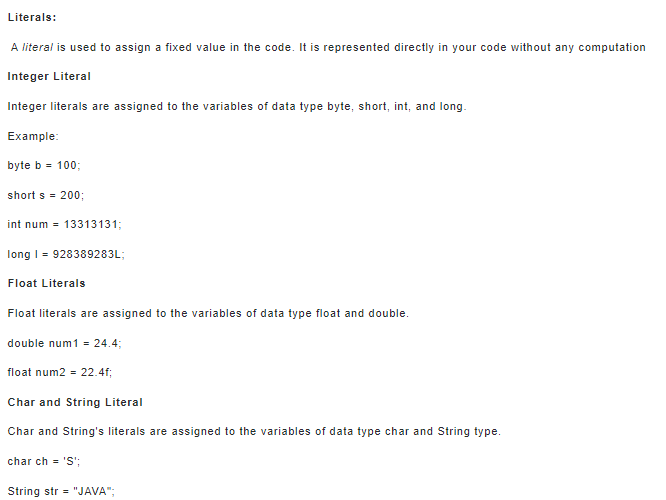 Literals:
A literal is used to assign a fixed value in the code. It is represented directly in your code without any computation
Integer Literal
Integer literals are assigned to the variables of data type byte, short, int, and long.
Example:
byte b = 100;
short s = 200;
int num = 13313131;
long l = 928389283L;
Float Literals
Float literals are assigned to the variables of data type float and double.
double num1 = 24.4;
float num2 = 22.4f;
Char and String Literal
Char and String's literals are assigned to the variables of data type char and String type.
char ch = 'S';
String str = "JAVA";